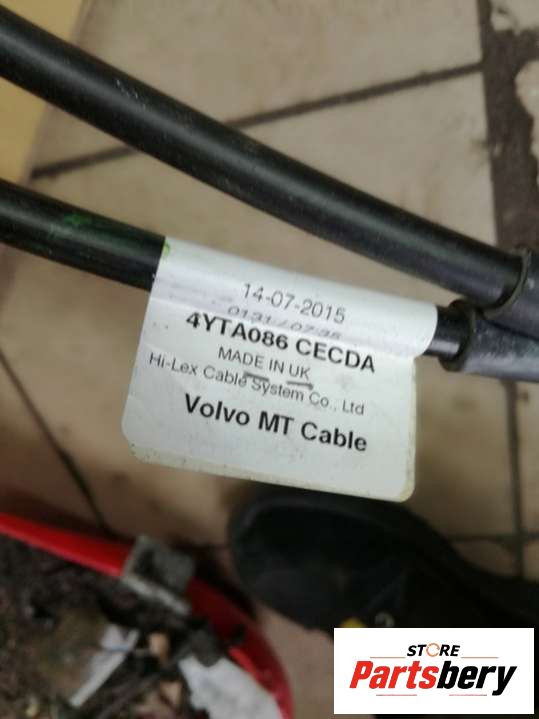 14-07-2015
4YTA086 CECDA
MADE IN UK
Hi-Lex Cable System Co., Ltd
Volvo MT Cable
STORE
Partsbery